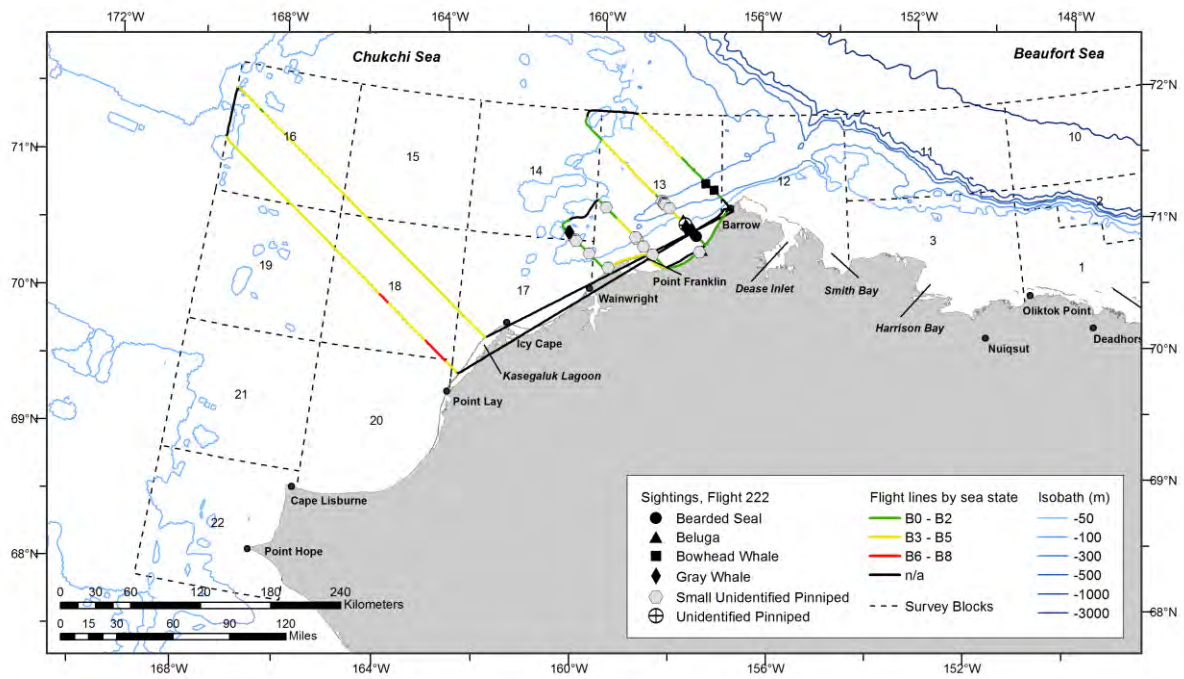 172°W
168°W
166°W
164°W
160°W
156°W
152°W
148°W
Chukchi Sea
Beaufort Sea
72°N
71°N
71°N
70°N
70°N
69°N
69°N
68°N
68°N
16
15
14
13
12
11
10
2
3
1
19
18
17
21
20
22
Barrow
Point Franklin
Wainwright
Icy Cape
Kasegaluk Lagoon
Point Lay
Dease Inlet
Smith Bay
Harrison Bay
Oliktok Point
Nuiqsut
Deadhors
Cape Lisburne
Point Hope
0 30 60 120 180 240
Kilometers
0 15 30 60 90 120
Miles
Sightings, Flight 222
Bearded Seal
Beluga
Bowhead Whale
Gray Whale
Small Unidentified Pinniped
Unidentified Pinniped
Flight lines by sea state
B0 - B2
B3 - B5
B6 - B8
n/a
Survey Blocks
Isobath (m)
-50
-100
-300
-500
-1000
-3000
168°W
164°W
160°W
156°W
152°W